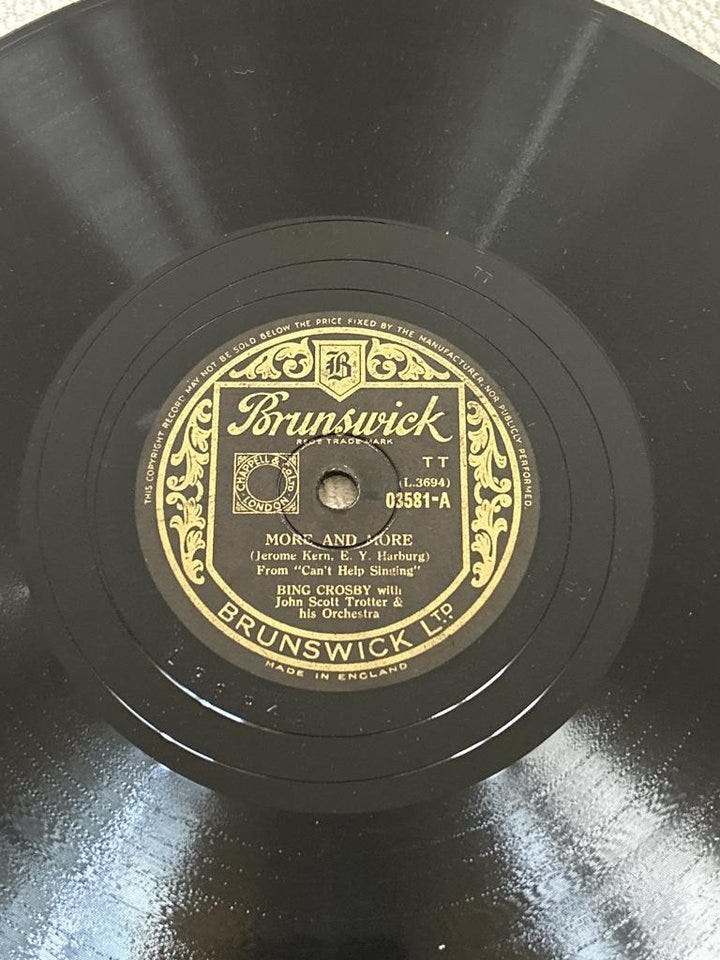 THIS COPYRIGHT RECORD MAY NOT BE SOLD BELOW THE PRICE FIXED BY THE MANUFACTURER, NOR PUBLICLY PERFORMED.
B
Brunswick
REGD TRADE MARK
CHAPPELL & CO LTD
LONDON
TT
(L.3694)
03581-A
MORE AND MORE
(Jerome Kern, E. Y. Harburg)
From "Can't Help Singing"
BING CROSBY with
John Scott Trotter &
his Orchestra
BRUNSWICK LTD
MADE IN ENGLAND
TT